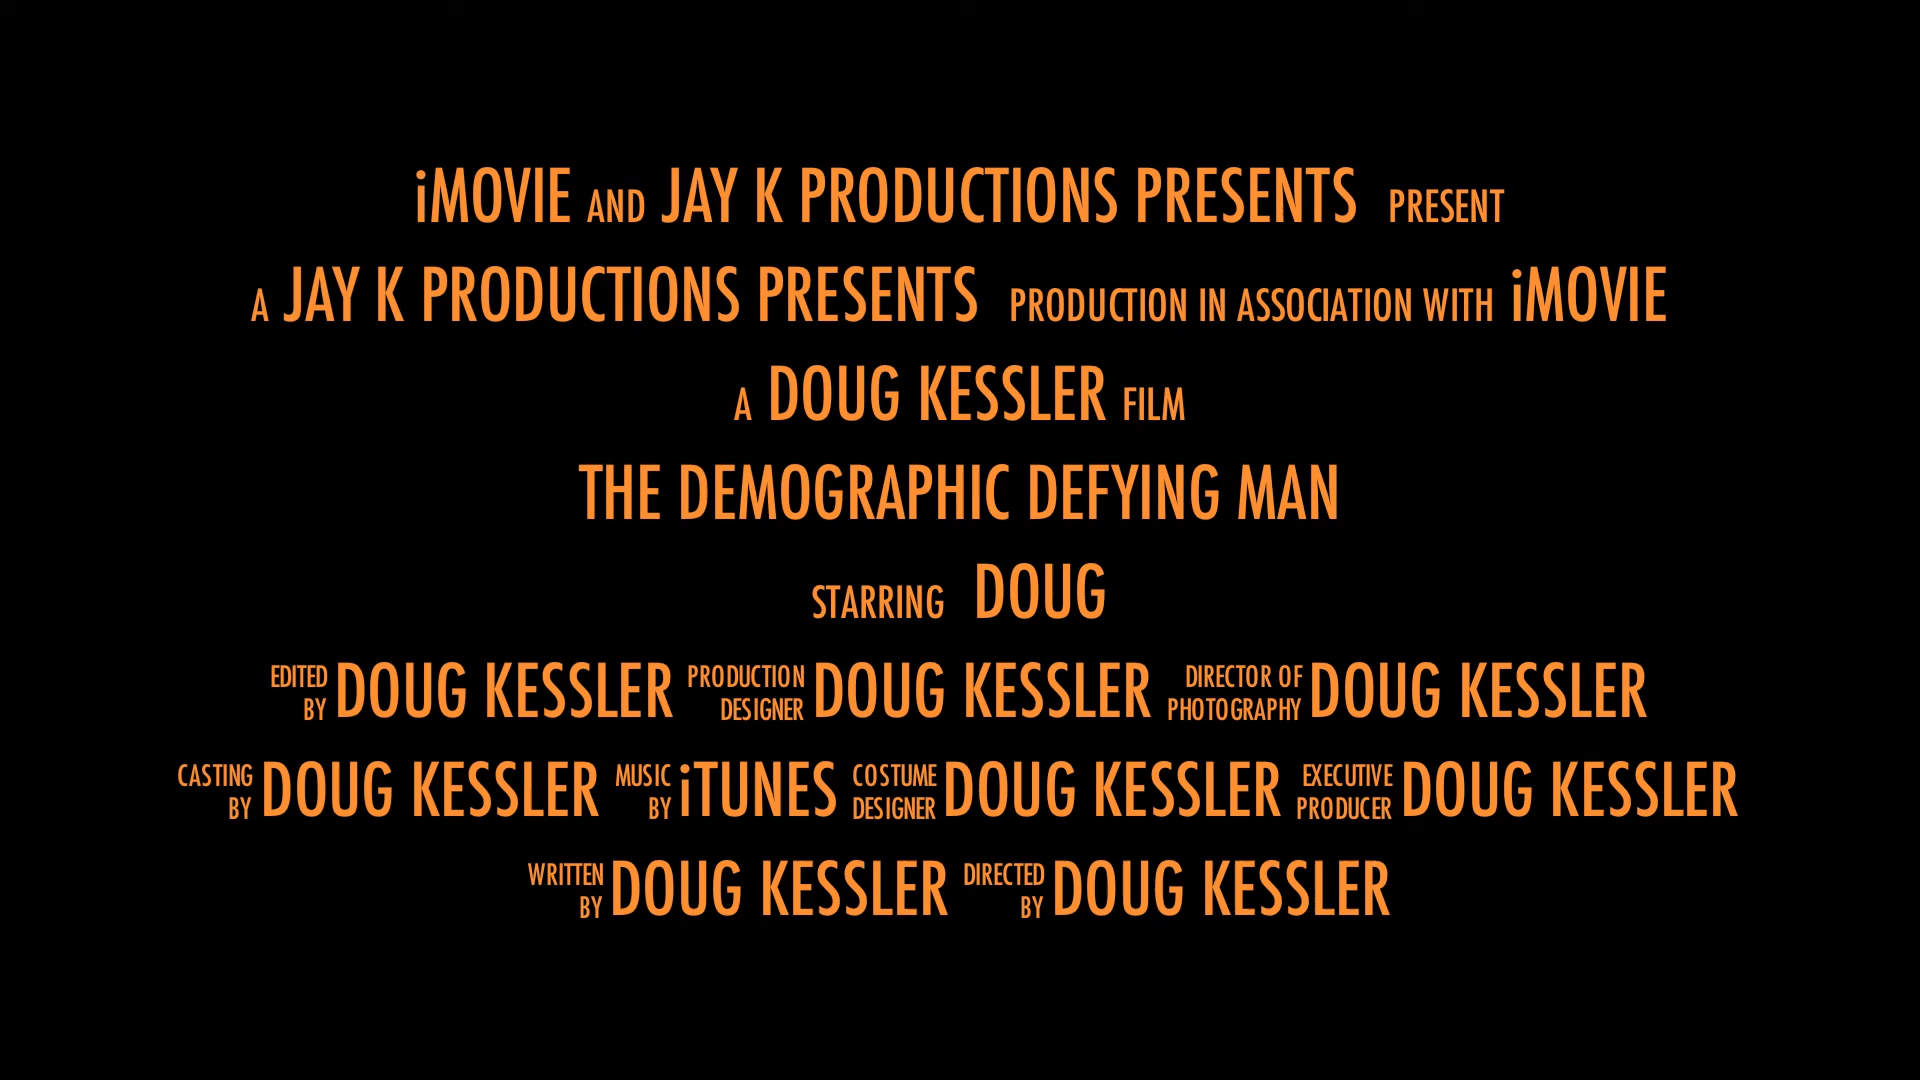 iMOVIE AND JAY K PRODUCTIONS PRESENTS PRESENT
A JAY K PRODUCTIONS PRESENTS PRODUCTION IN ASSOCIATION WITH iMOVIE
A DOUG KESSLER FILM
THE DEMOGRAPHIC DEFYING MAN
STARRING DOUG
EDITED BY DOUG KESSLER PRODUCTION DESIGNER DOUG KESSLER DIRECTOR OF PHOTOGRAPHY DOUG KESSLER
CASTING BY DOUG KESSLER MUSIC BY iTUNES COSTUME DESIGNER DOUG KESSLER EXECUTIVE PRODUCER DOUG KESSLER
WRITTEN BY DOUG KESSLER DIRECTED BY DOUG KESSLER